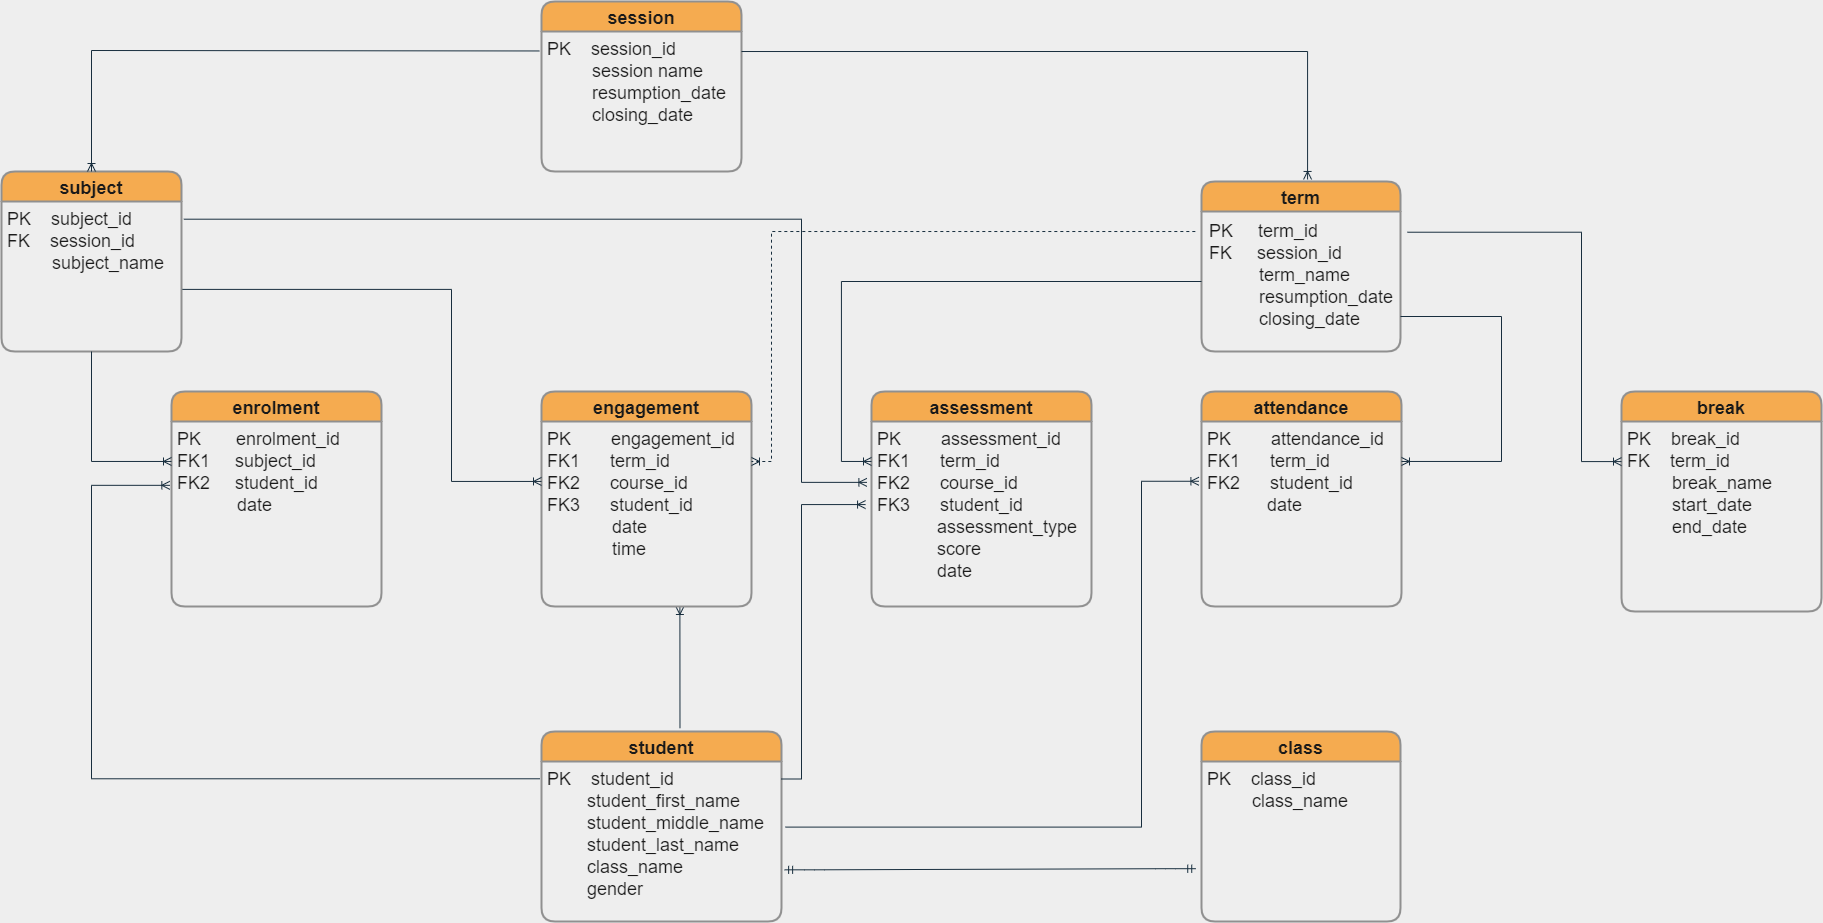 session
PK session_id
session name
resumption_date
closing_date
subject
PK subject_id
FK session_id
subject_name
term
PK term_id
FK session_id
term_name
resumption_date
closing_date
enrolment
PK enrolment_id
FK1 subject_id
FK2 student_id
date
engagement
PK engagement_id
FK1 term_id
FK2 course_id
FK3 student_id
date
time
assessment
PK assessment_id
FK1 term_id
FK2 course_id
FK3 student_id
assessment_type
score
date
attendance
PK attendance_id
FK1 term_id
FK2 student_id
date
break
PK break_id
FK term_id
break_name
start_date
end_date
student
PK student_id
student_first_name
student_middle_name
student_last_name
class_name
gender
class
PK class_id
class_name